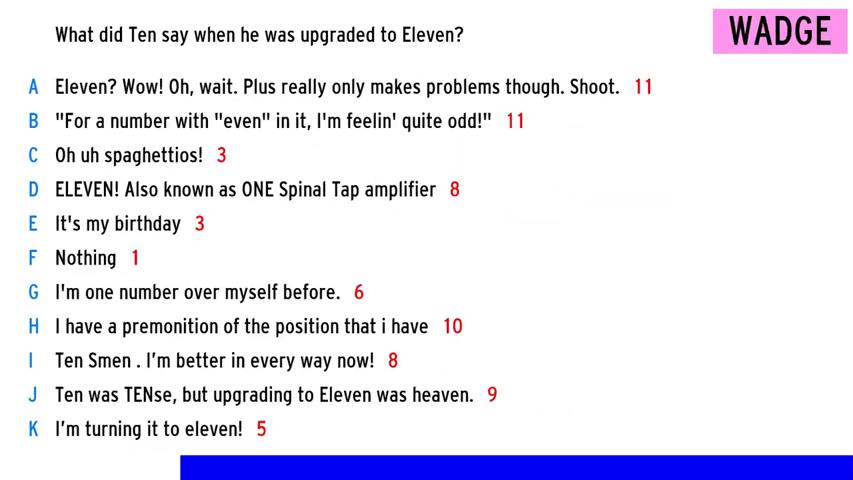 What did Ten say when he was upgraded to Eleven?
WADGE
A Eleven? Wow! Oh, wait. Plus really only makes problems though. Shoot. 11
B "For a number with "even" in it, I'm feelin' quite odd!" 11
C Oh uh spaghettios! 3
D ELEVEN! Also known as ONE Spinal Tap amplifier 8
E It's my birthday 3
F Nothing 1
G I'm one number over myself before. 6
H I have a premonition of the position that i have 10
I Ten Smen . I’m better in every way now! 8
J Ten was TENse, but upgrading to Eleven was heaven. 9
K I’m turning it to eleven! 5